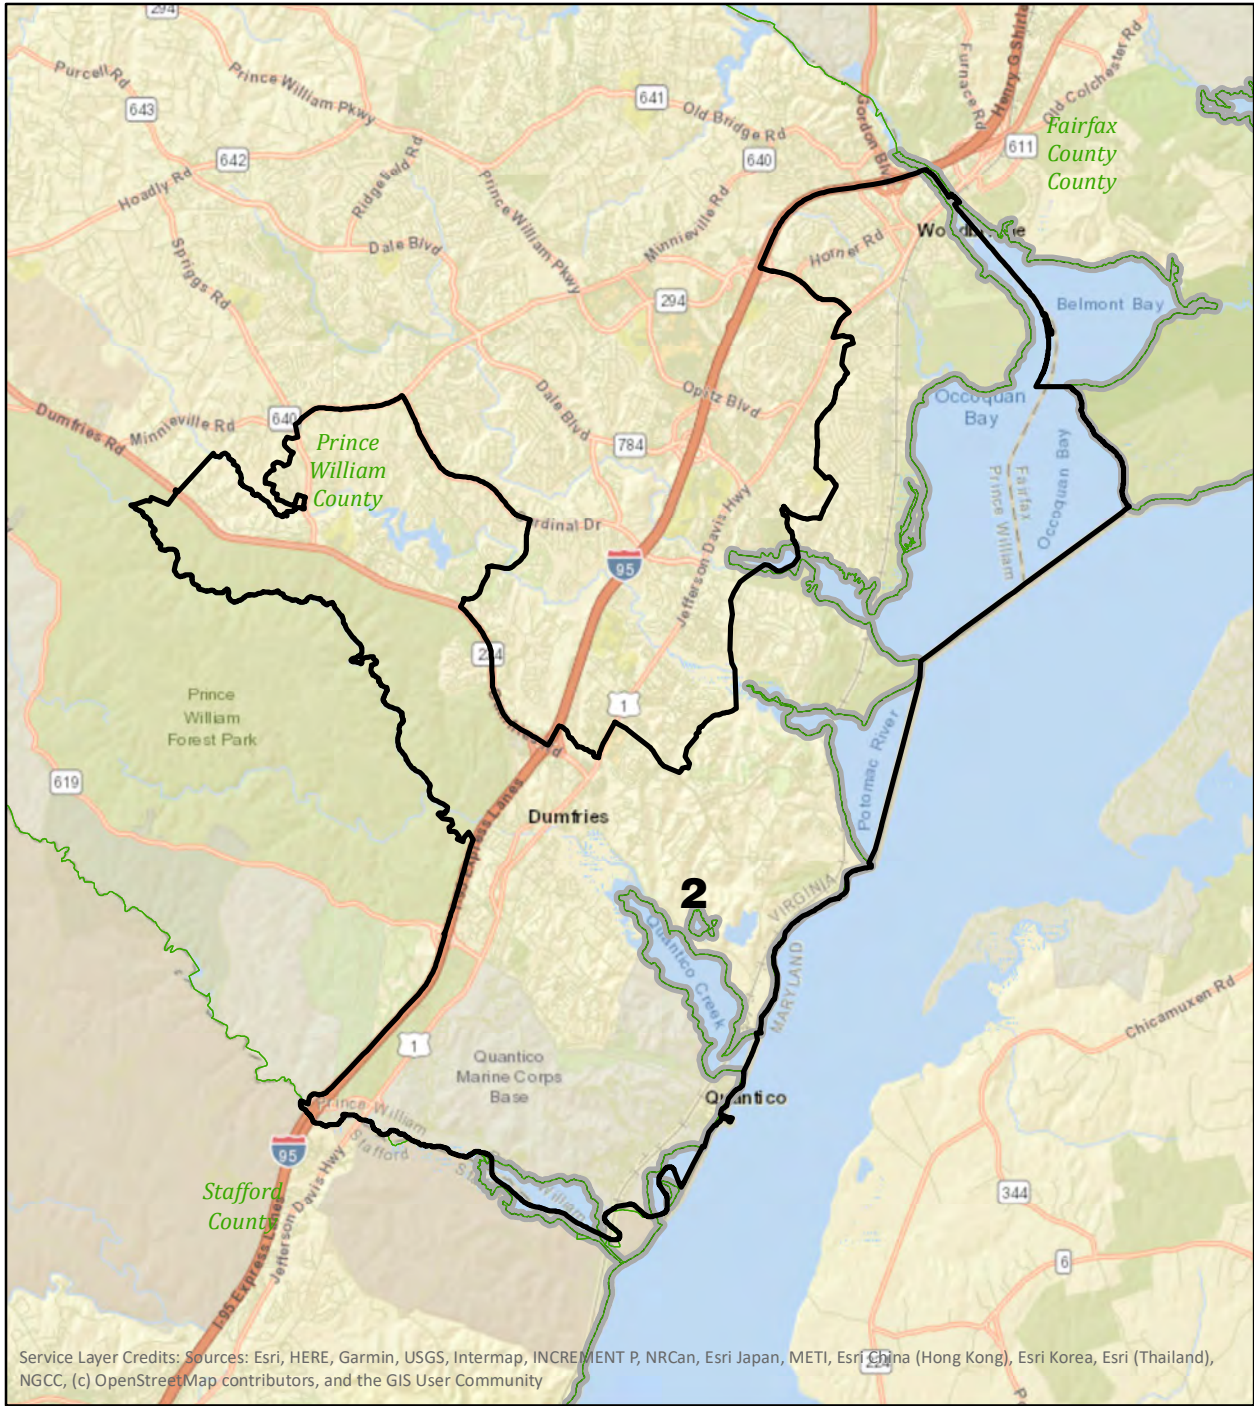 294
Purcell Rd
643
Prince William Pkwy
642
Hoadly Rd
Ridgefield Rd
Dale Blvd
Spriggs Rd
641
Old Bridge Rd
640
Minnieville Rd
Prince William Pkwy
Gordon Blv
Furnace Rd
Henry G Shirle
Old Colchester Rd
611
Fairfax
County
County
Horner Rd
294
Belmont Bay
Occoquan
Bay
Opitz Blvd
Dale Blvd
784
Dumfries Rd
Minnieville Rd
640
Prince
William
County
Jefferson Davis Hwy
95
Fairfax
Prince William
Occoquan Bay
1
Prince
William
Forest Park
619
Potomac River
Dumfries
2
VIRGINIA
MARYLAND
Quantico Creek
1
Quantico
Marine Corps
Base
Quantico
Chicamuxen Rd
Prince William
Stafford
95
Stafford
County
Jefferson Davis Hwy
I-95 Express Lanes
344
6
224
Service Layer Credits: Sources: Esri, HERE, Garmin, USGS, Intermap, INCREMENT P, NRCan, Esri Japan, METI, Esri China (Hong Kong), Esri Korea, Esri (Thailand),
NGCC, (c) OpenStreetMap contributors, and the GIS User Community